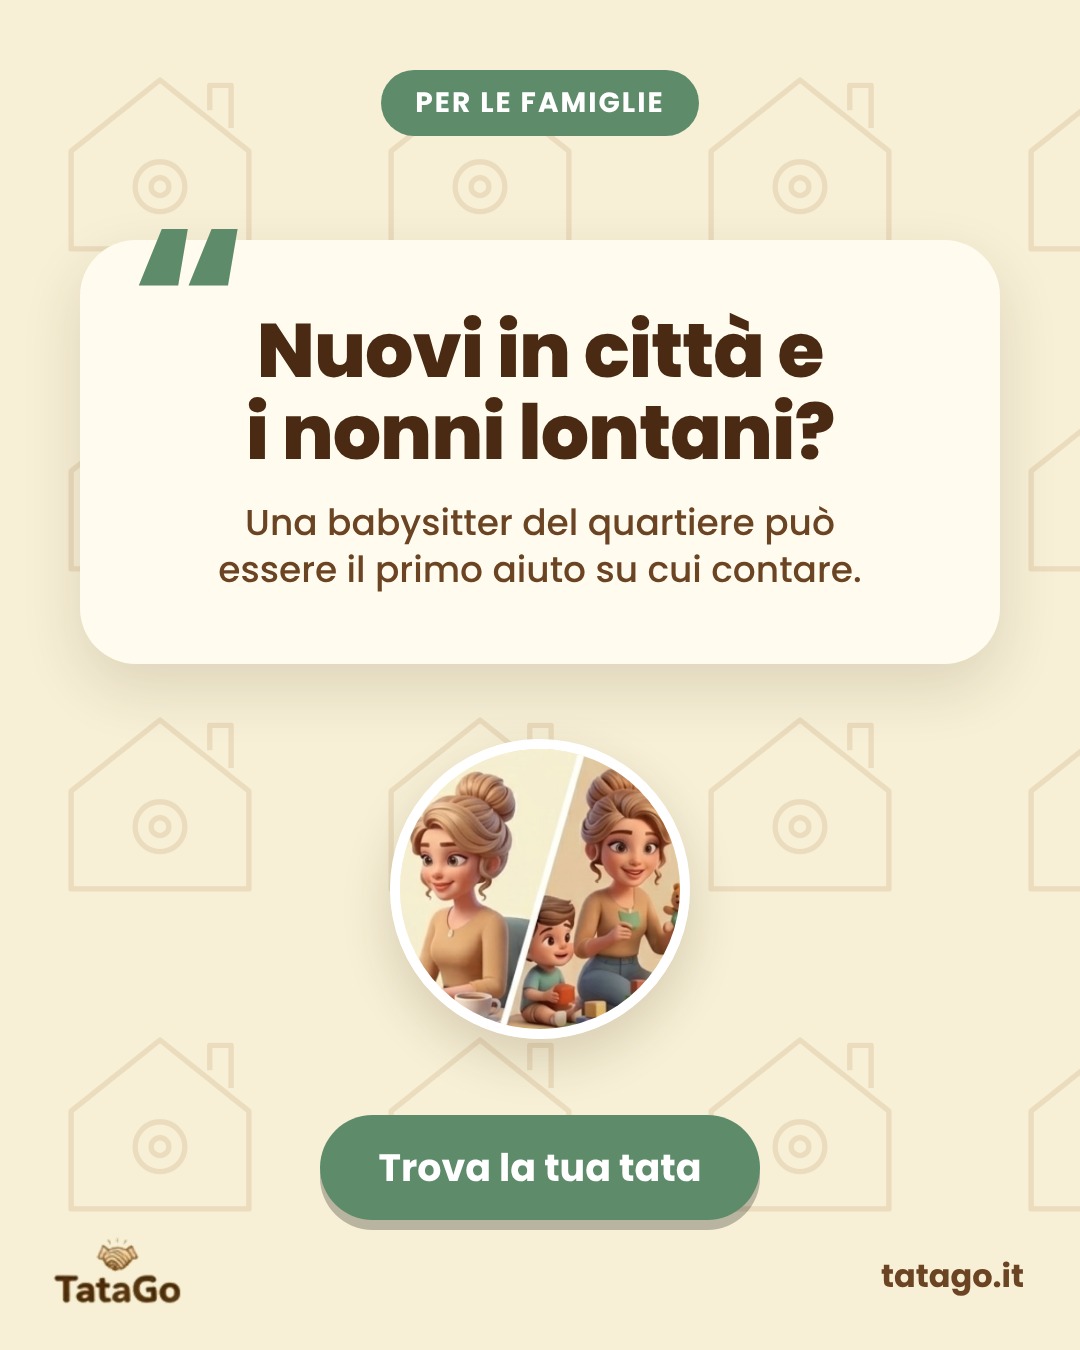 PER LE FAMIGLIE
“
Nuovi in città e
i nonni lontani?
Una babysitter del quartiere può
essere il primo aiuto su cui contare.
Trova la tua tata
TataGo
tatago.it